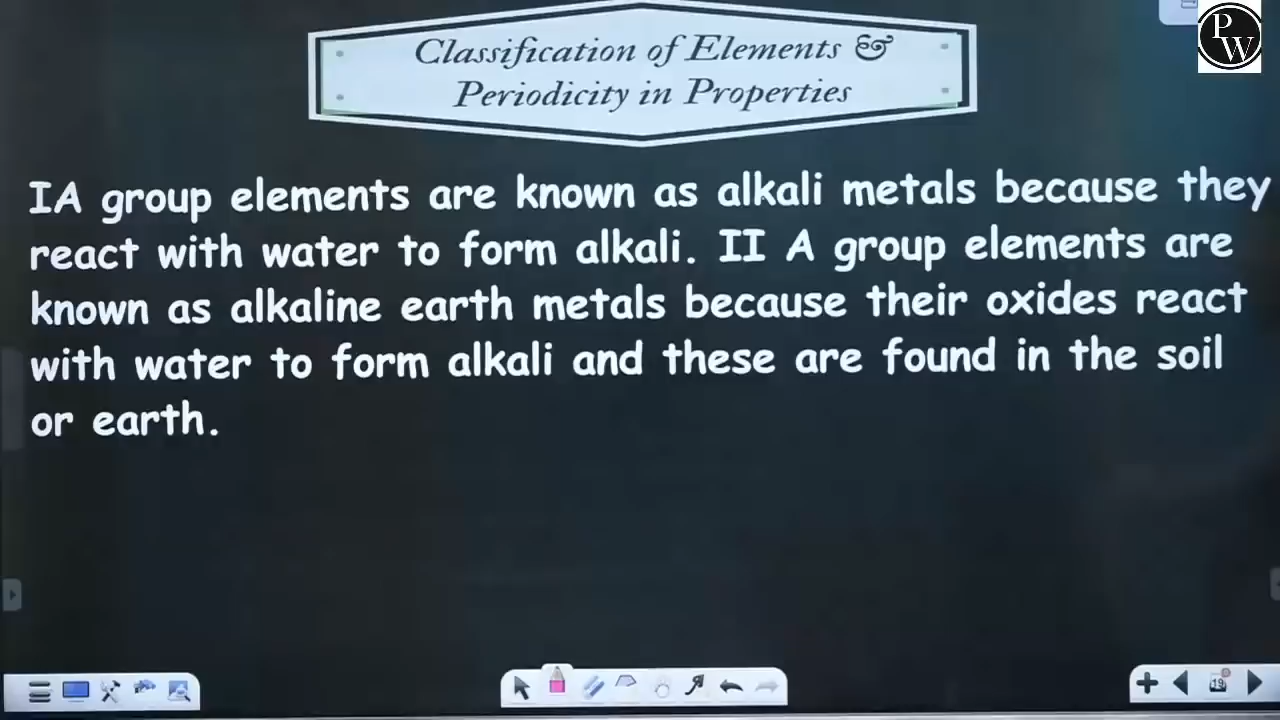 Classification of Elements &
Periodicity in Properties
PW
IA group elements are known as alkali metals because they
react with water to form alkali. II A group elements are
known as alkaline earth metals because their oxides react
with water to form alkali and these are found in the soil
or earth.
19